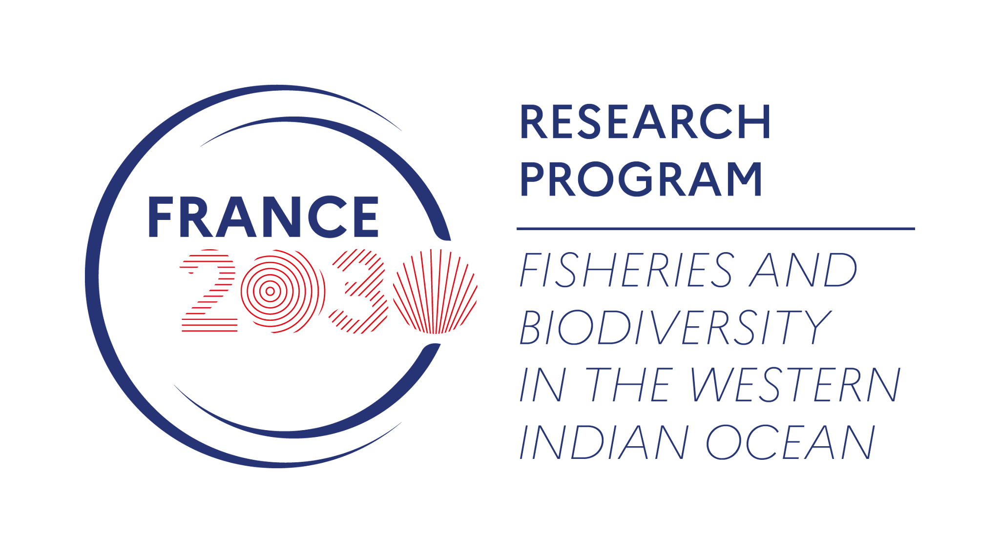 FRANCE
2030
RESEARCH
PROGRAM
FISHERIES AND
BIODIVERSITY
IN THE WESTERN
INDIAN OCEAN